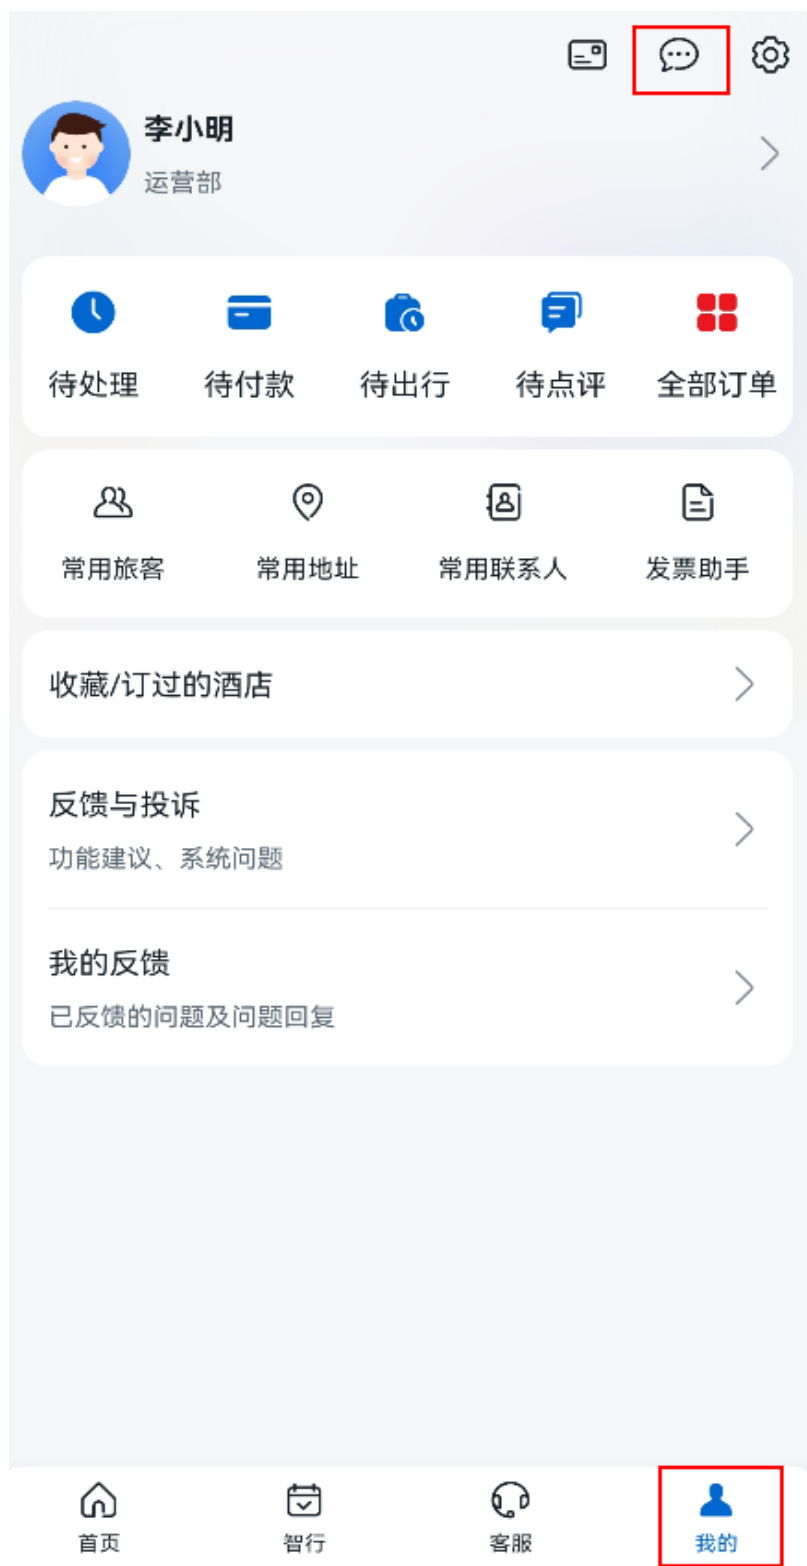 李小明
运营部
待处理 待付款 待出行 待点评 全部订单
常用旅客 常用地址 常用联系人 发票助手
收藏/订过的酒店
反馈与投诉
功能建议、系统问题
我的反馈
已反馈的问题及问题回复
首页 智行 客服 我的